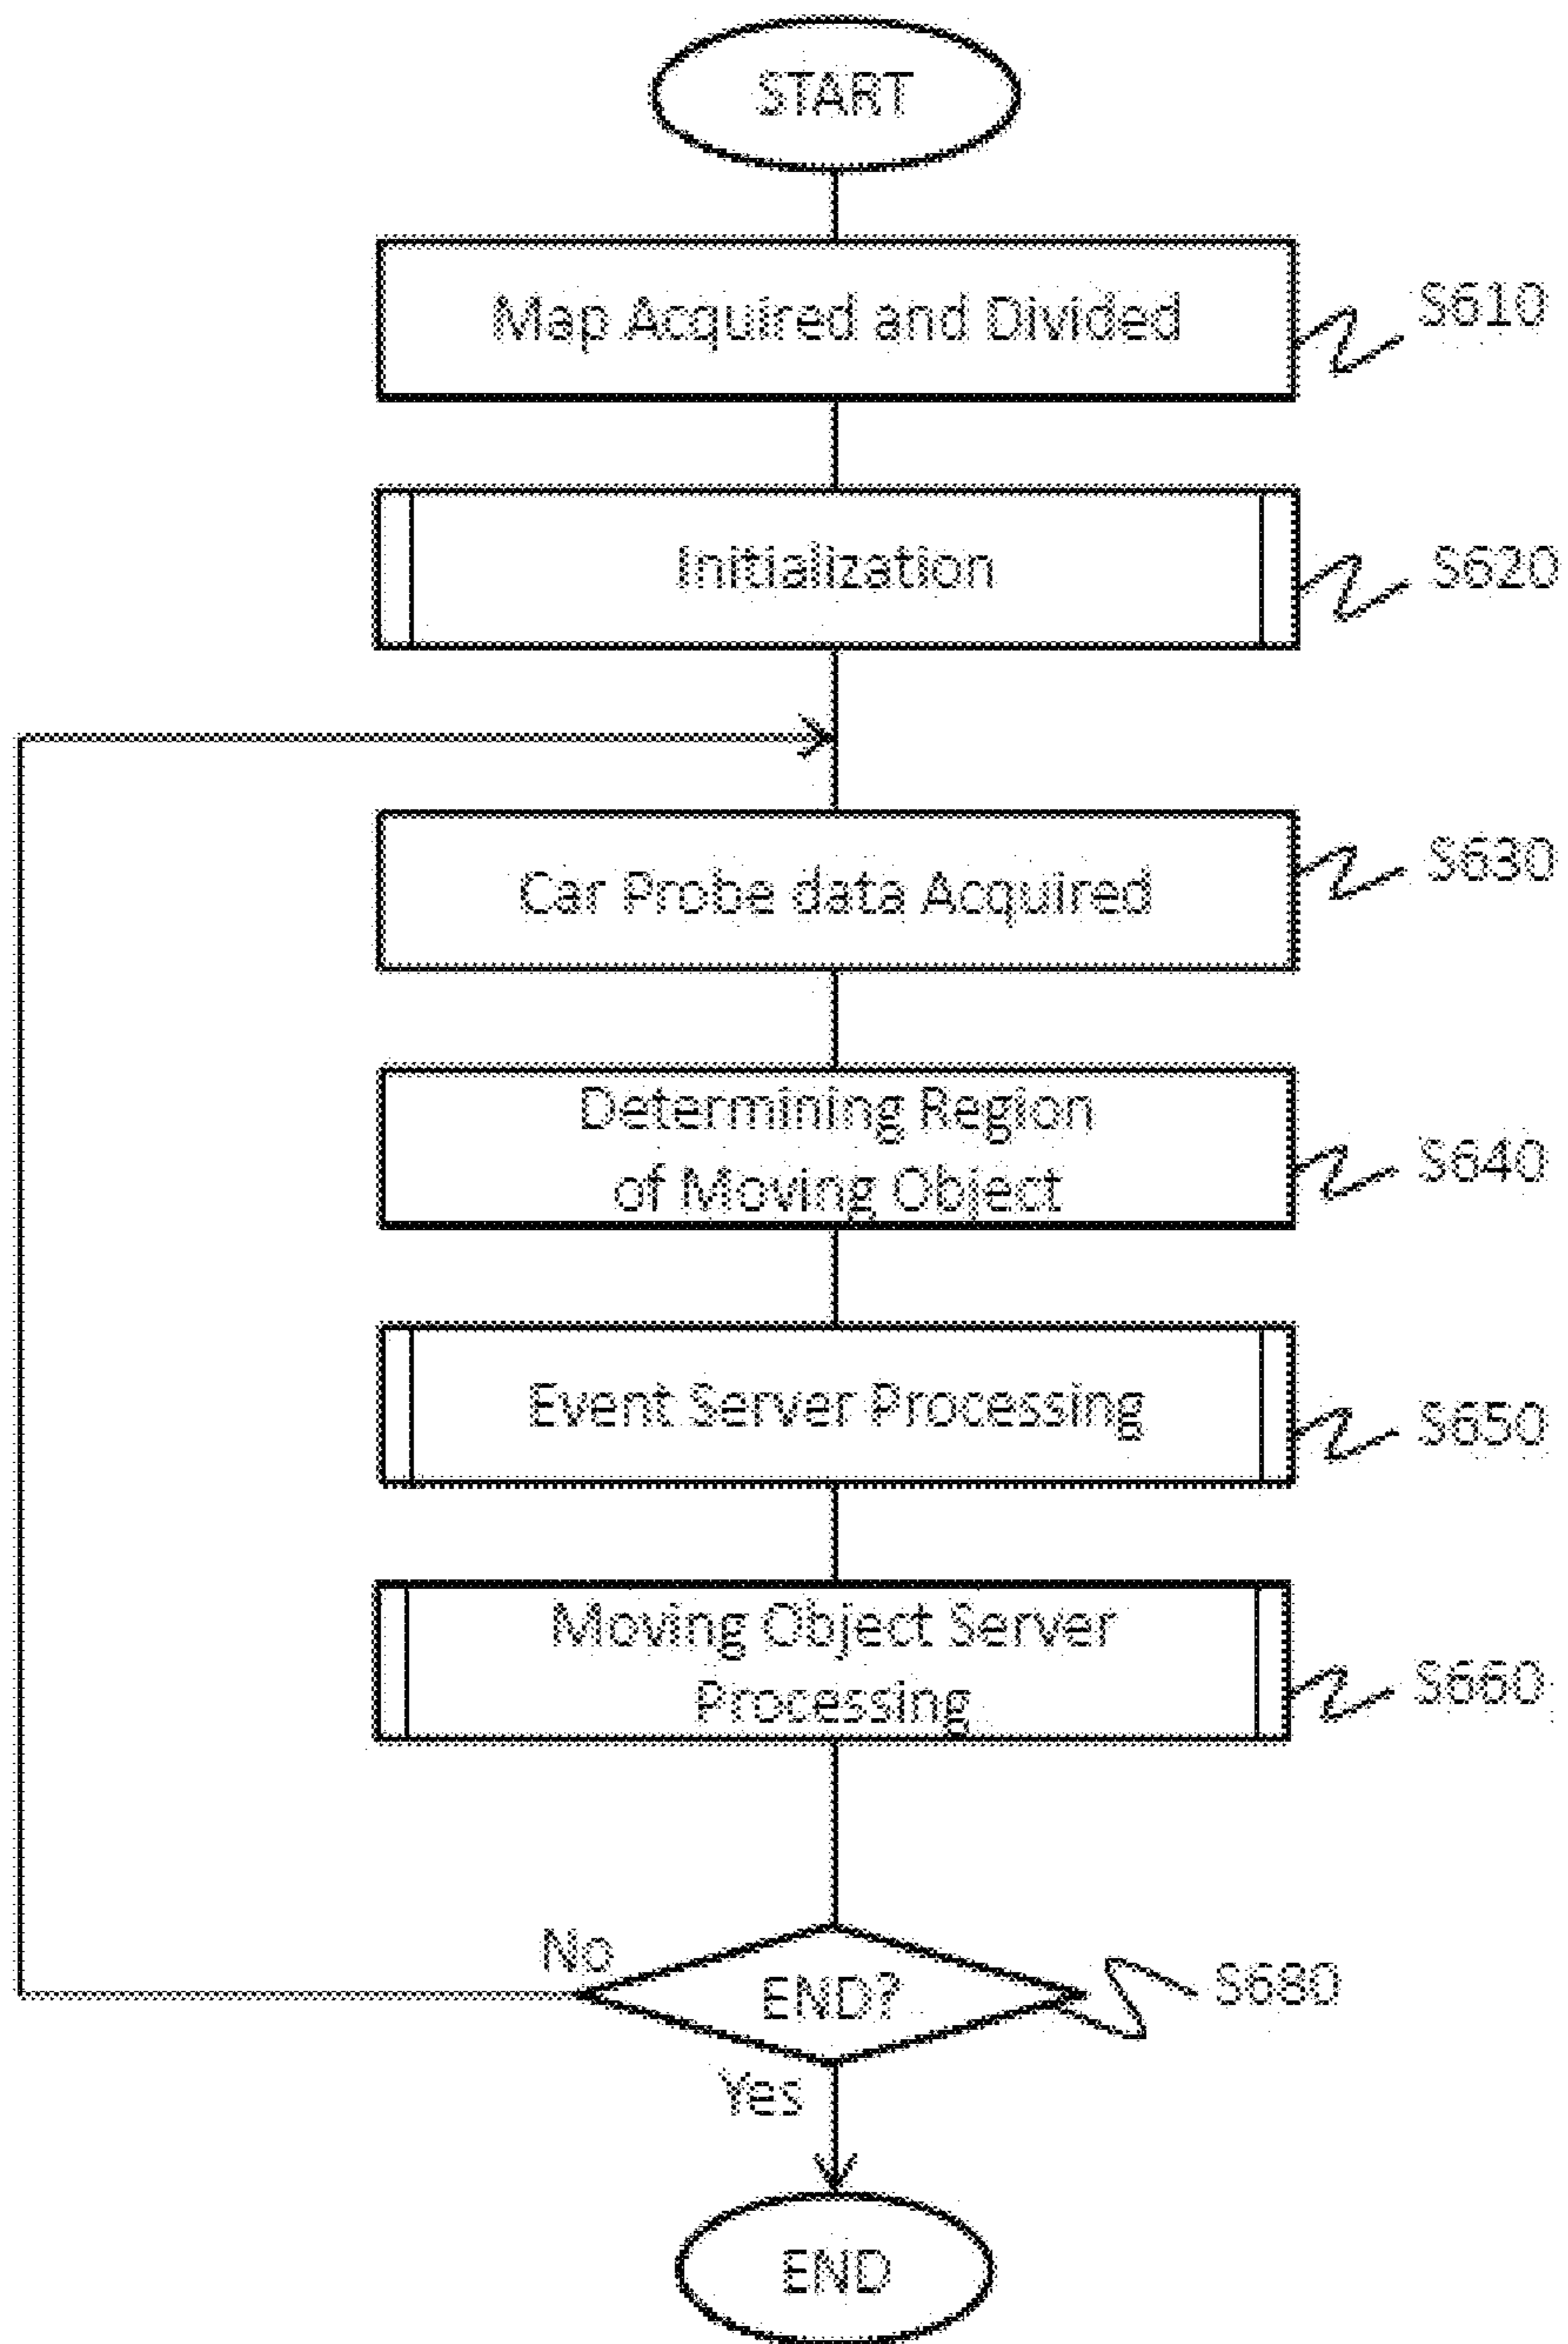 START
Map Acquired and Divided
S610
Initialization
S620
Car Probe data Acquired
S630
Determining Region
of Moving Object
S640
Event Server Processing
S650
Moving Object Server
Processing
S660
No
END?
S680
Yes
END